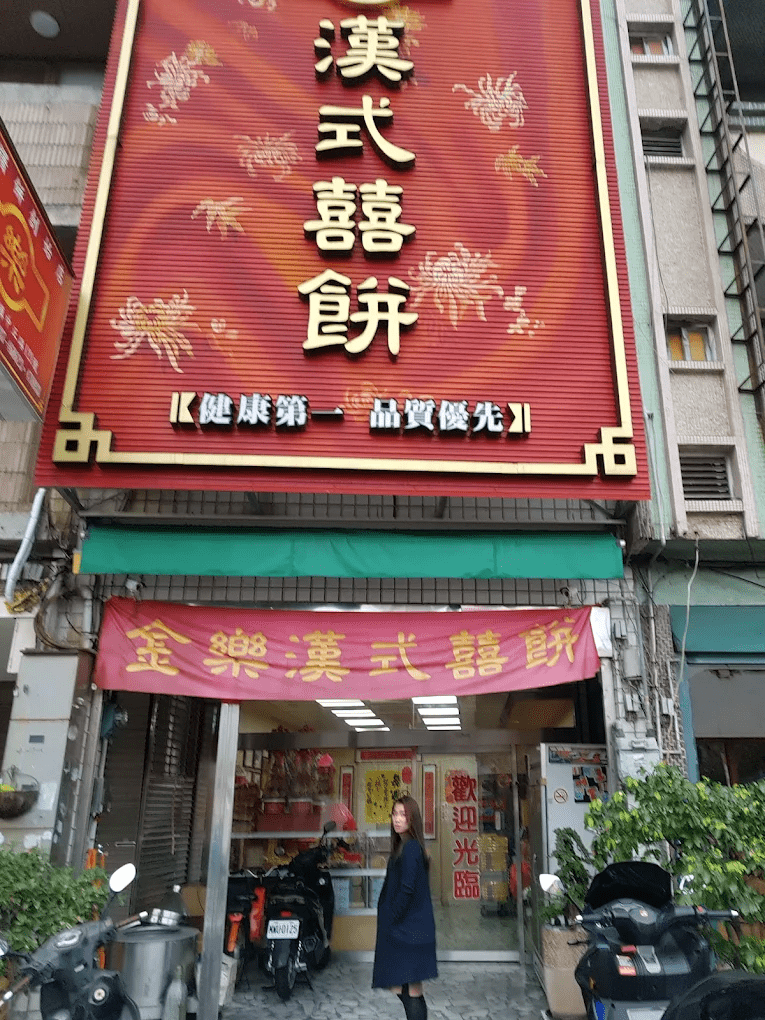 漢式囍餅
【健康第一 品質優先】
樂
金樂漢式囍餅
歡迎光臨